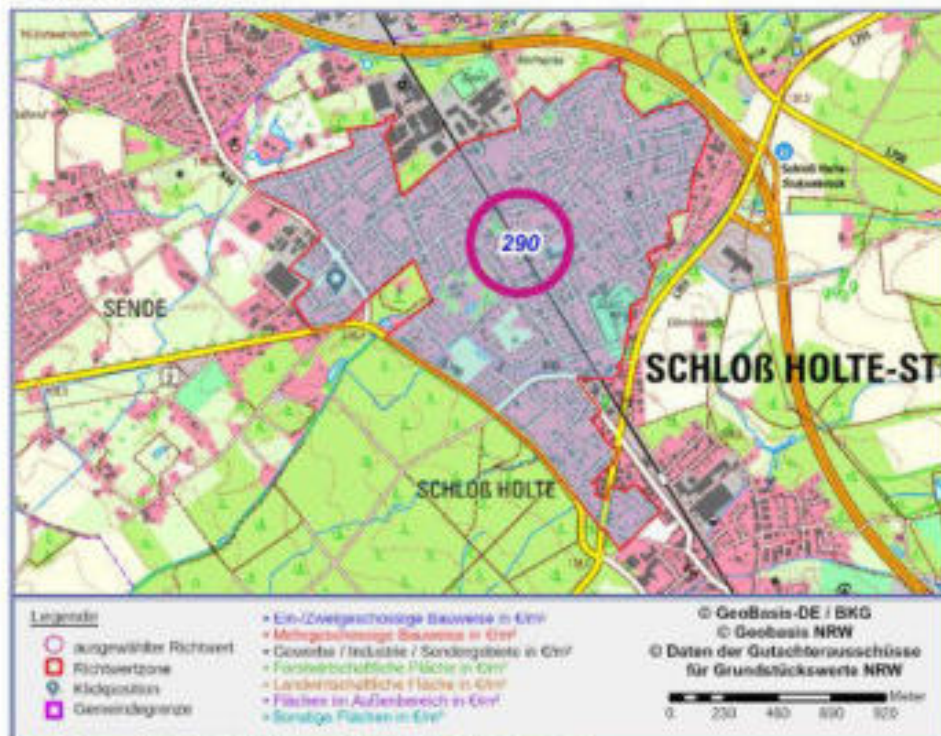 290
SENDE
SCHLOß HOLTE-ST
SCHLOß HOLTE
Schloß Holte-
Stukenbrock
Legende
ausgewählter Richtwert
Richtwertzone
Klickposition
Gemeindegrenze
• Ein-/Zweigeschossige Bauweise in €/m²
• Mehrgeschossige Bauweise in €/m²
• Gewerbe / Industrie / Sondergebiete in €/m²
• Forstwirtschaftliche Fläche in €/m²
• Landwirtschaftliche Fläche in €/m²
• Flächen im Außenbereich in €/m²
• Sonstige Flächen in €/m²
© GeoBasis-DE / BKG
© Geobasis NRW
© Daten der Gutachterausschüsse
für Grundstückswerte NRW
Meter
0 230 460 690 920